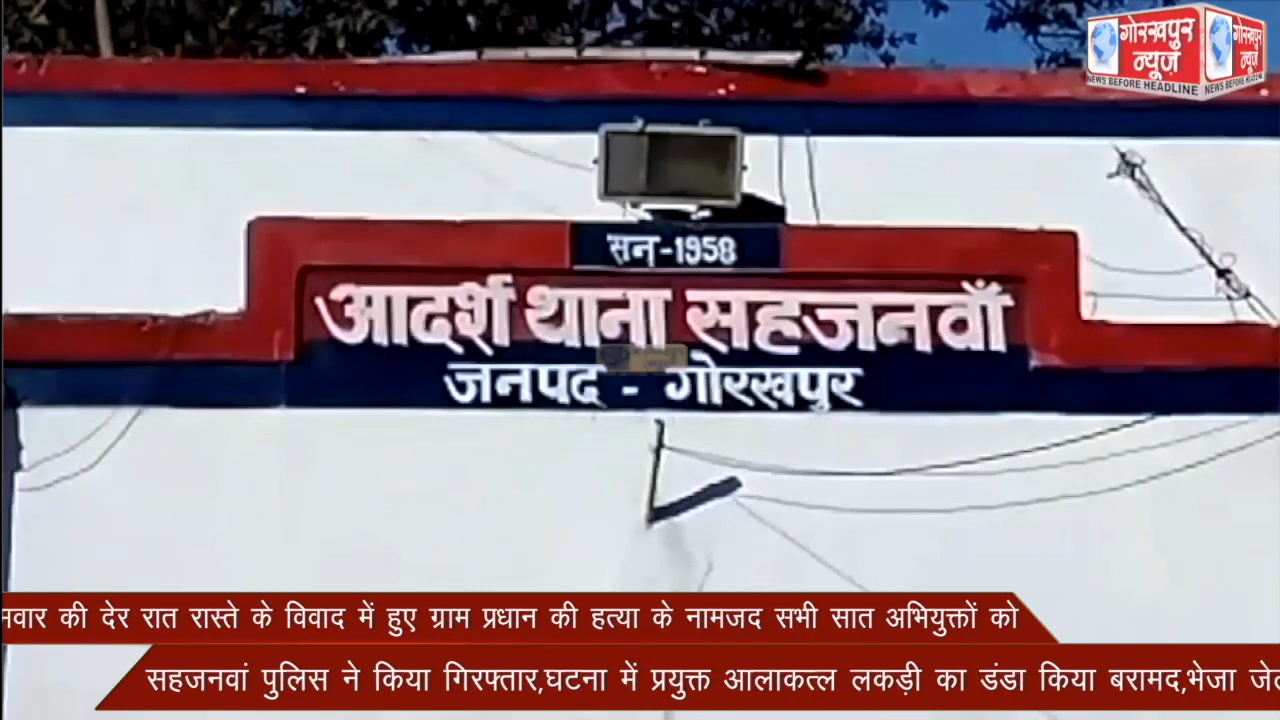 गोरखपुर
न्यूज़
NEWS BEFORE HEADLINE
गोरखपुर
न्यूज़
NEWS BEFORE HEADLINE
सन्-1958
आदर्श थाना सहजनवाँ
जनपद - गोरखपुर
की देर रात रास्ते के विवाद में हुए ग्राम प्रधान की हत्या के नामजद सभी सात अभियुक्तों को
सहजनवां पुलिस ने किया गिरफ्तार,घटना में प्रयुक्त आलाकत्ल लकड़ी का डंडा किया बरामद,भेजा